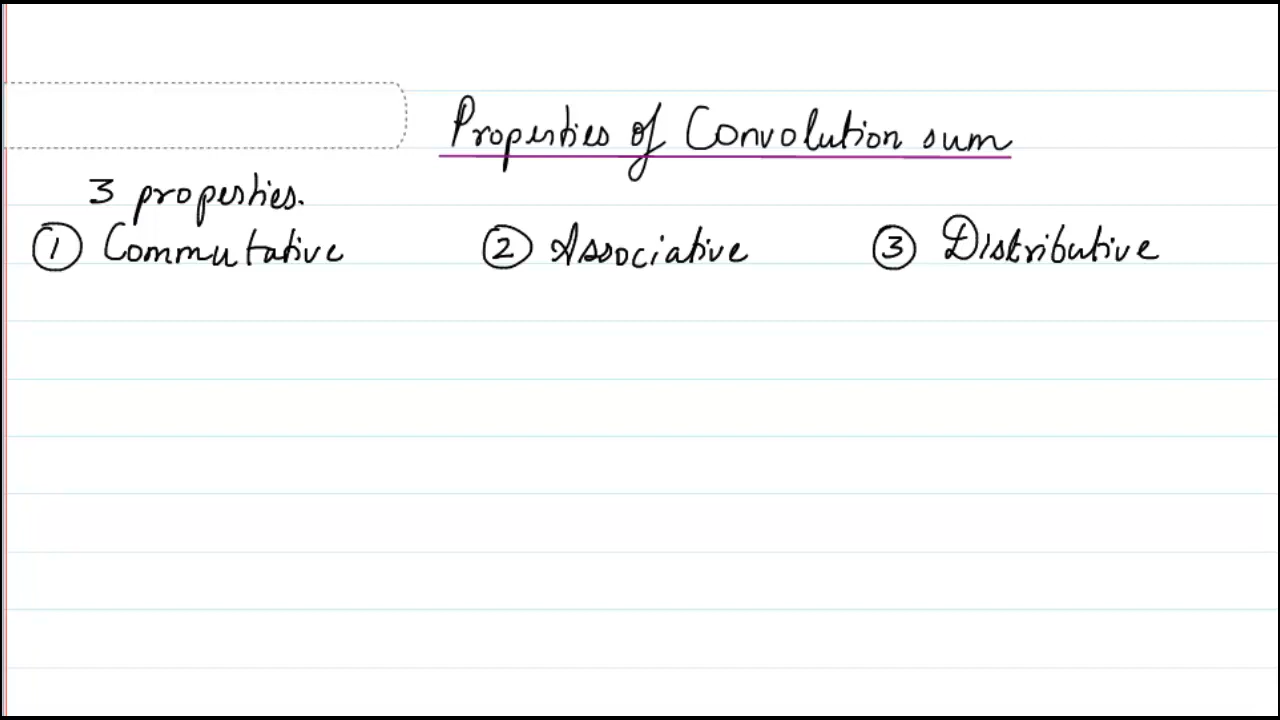 Properties of Convolution sum
3 properties.
① Commutative ② Associative ③ Distributive